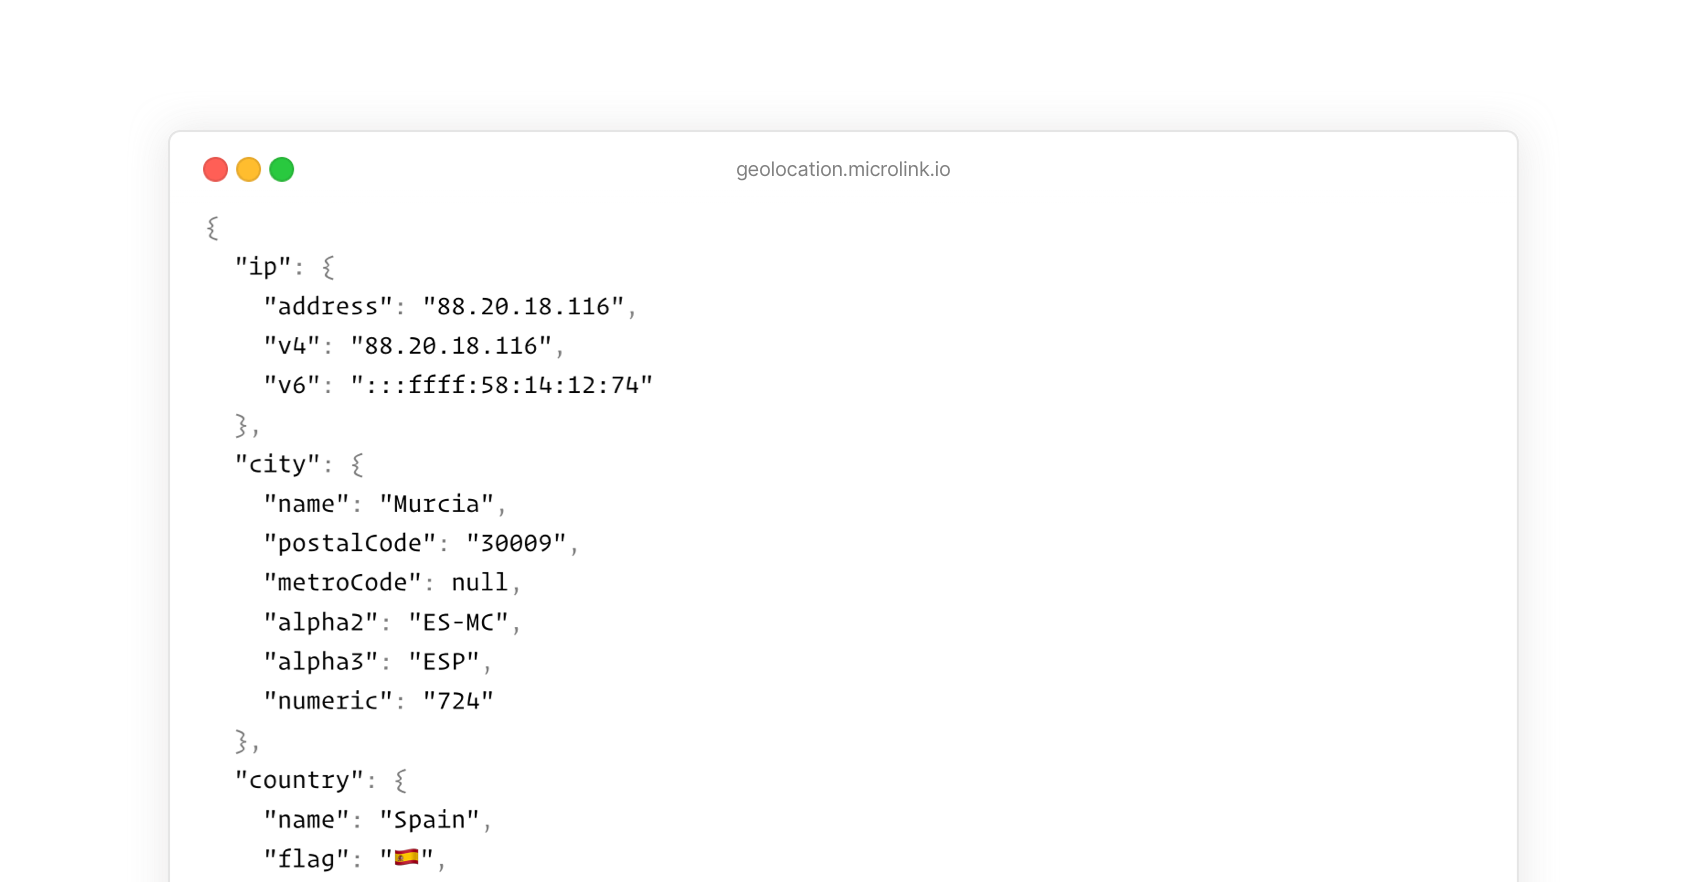 geolocation.microlink.io
{
  "ip": {
    "address": "88.20.18.116",
    "v4": "88.20.18.116",
    "v6": ":::ffff:58:14:12:74"
  },
  "city": {
    "name": "Murcia",
    "postalCode": "30009",
    "metroCode": null,
    "alpha2": "ES-MC",
    "alpha3": "ESP",
    "numeric": "724"
  },
  "country": {
    "name": "Spain",
    "flag": "🇪🇸",